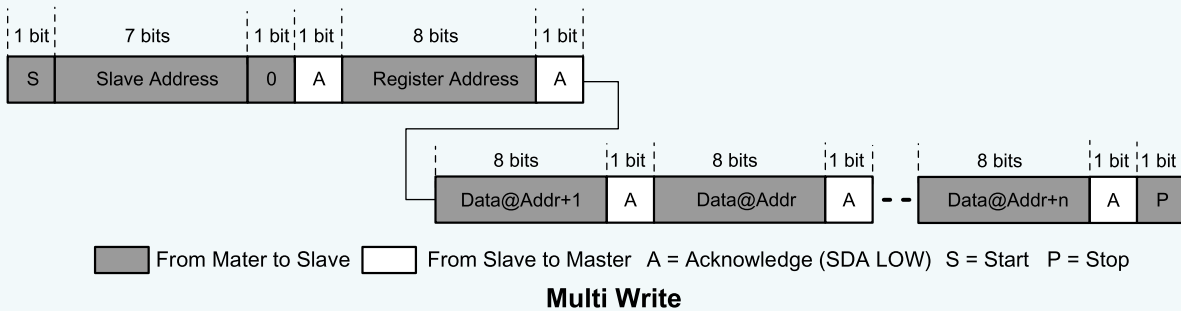 1 bit 7 bits 1 bit 1 bit 8 bits 1 bit
S Slave Address 0 A Register Address A
8 bits 1 bit 8 bits 1 bit 8 bits 1 bit 1 bit
Data@Addr+1 A Data@Addr A Data@Addr+n A P
From Mater to Slave From Slave to Master A = Acknowledge (SDA LOW) S = Start P = Stop
Multi Write